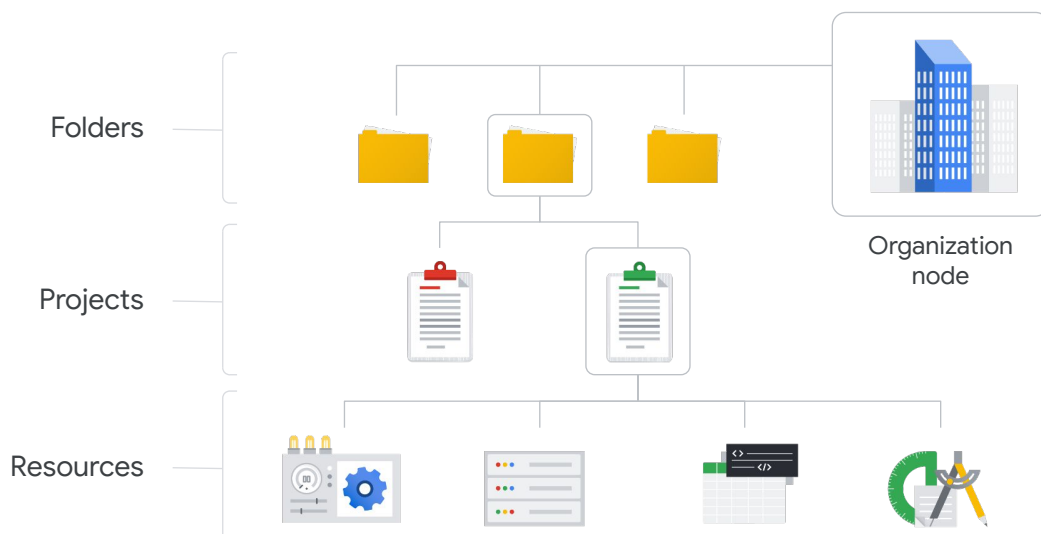 Folders
Organization
node
Projects
Resources